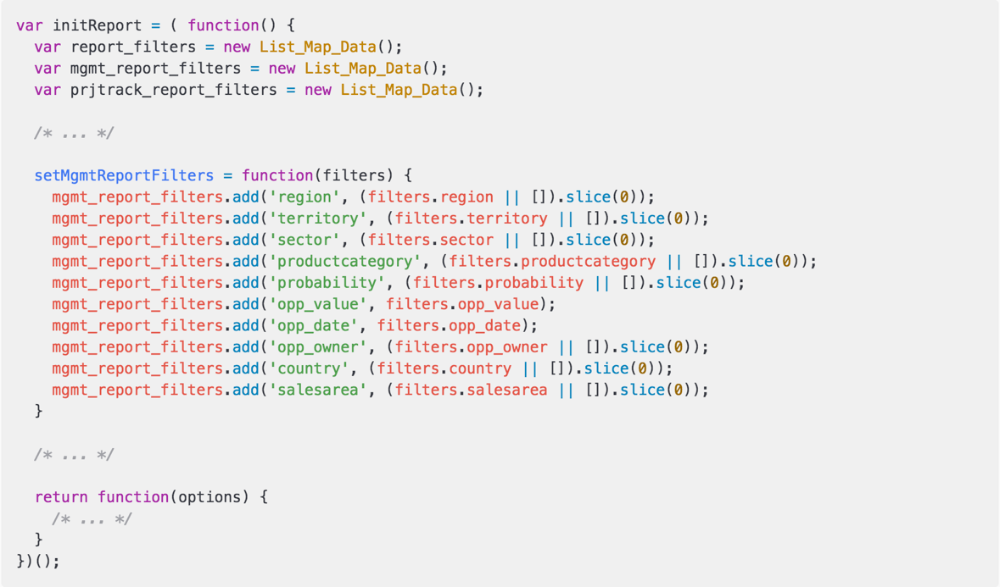 var initReport = ( function() {
  var report_filters = new List_Map_Data();
  var mgmt_report_filters = new List_Map_Data();
  var prjtrack_report_filters = new List_Map_Data();

  /* ... */

  setMgmtReportFilters = function(filters) {
    mgmt_report_filters.add('region', (filters.region || []).slice(0));
    mgmt_report_filters.add('territory', (filters.territory || []).slice(0));
    mgmt_report_filters.add('sector', (filters.sector || []).slice(0));
    mgmt_report_filters.add('productcategory', (filters.productcategory || []).slice(0));
    mgmt_report_filters.add('probability', (filters.probability || []).slice(0));
    mgmt_report_filters.add('opp_value', filters.opp_value);
    mgmt_report_filters.add('opp_date', filters.opp_date);
    mgmt_report_filters.add('opp_owner', (filters.opp_owner || []).slice(0));
    mgmt_report_filters.add('country', (filters.country || []).slice(0));
    mgmt_report_filters.add('salesarea', (filters.salesarea || []).slice(0));
  }

  /* ... */

  return function(options) {
    /* ... */
  }
})();